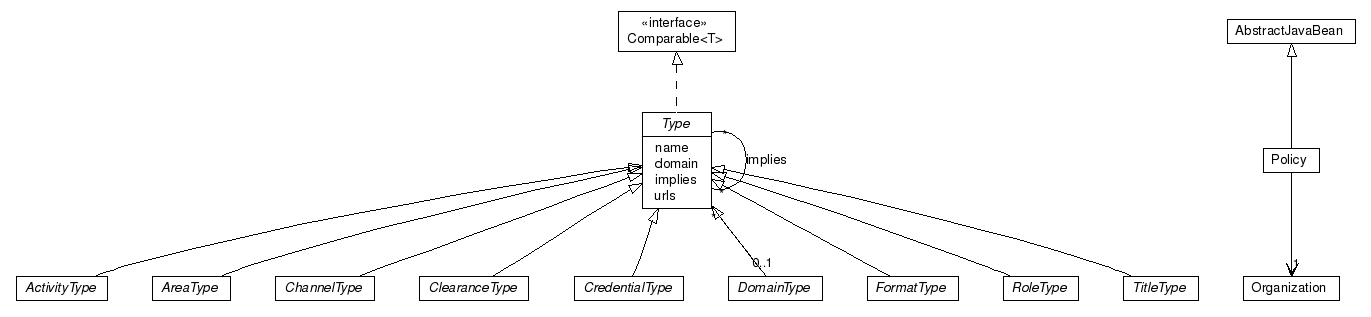 «interface»
Comparable<T>
AbstractJavaBean
Type
*
name
domain
implies
urls
implies
*
Policy
*
0..1
1
ActivityType
AreaType
ChannelType
ClearanceType
CredentialType
DomainType
FormatType
RoleType
TitleType
Organization